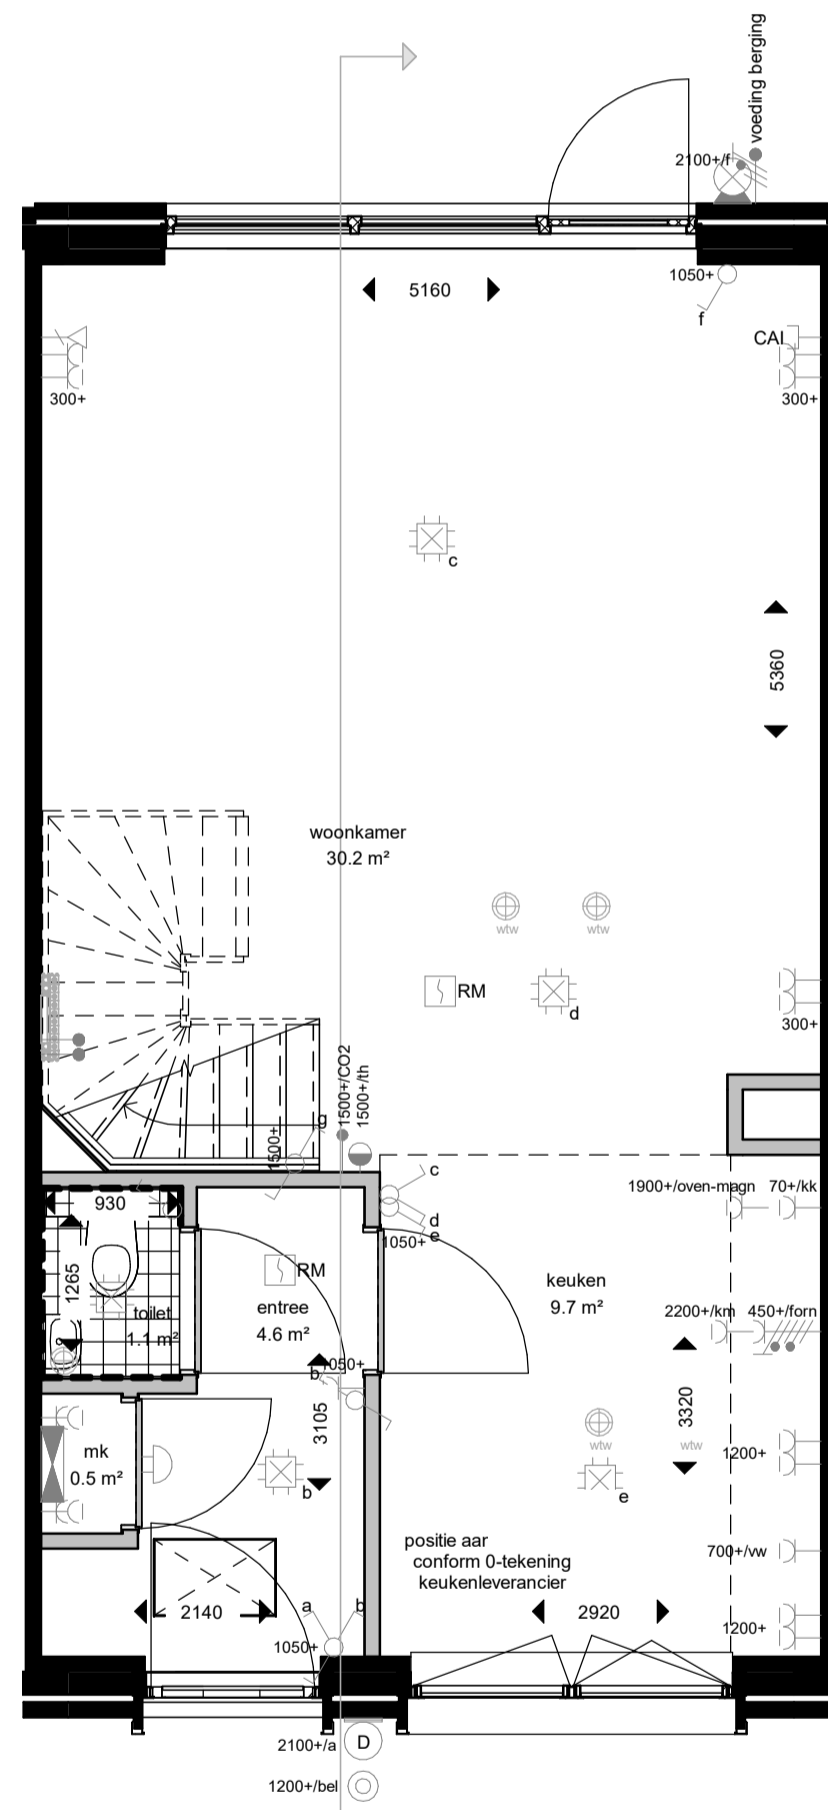 voeding berging
2100+/f
5160
1050+
f
CAI
300+
300+
c
5360
woonkamer
30.2 m²
wtw
wtw
RM
d
300+
1500+/CO2
1500+/th
g
1500+
c
d
e
1050+
1900+/oven-magn
70+/kk
930
1265
toilet
1.1 m²
RM
entree
4.6 m²
keuken
9.7 m²
2200+/km
450+/forn
1050+
b
3105
3320
mk
0.5 m²
wtw
wtw
1200+
b
e
positie aar
conform 0-tekening
keukenleverancier
700+/vw
2140
a
b
2920
1200+
1050+
2100+/a
D
1200+/bel